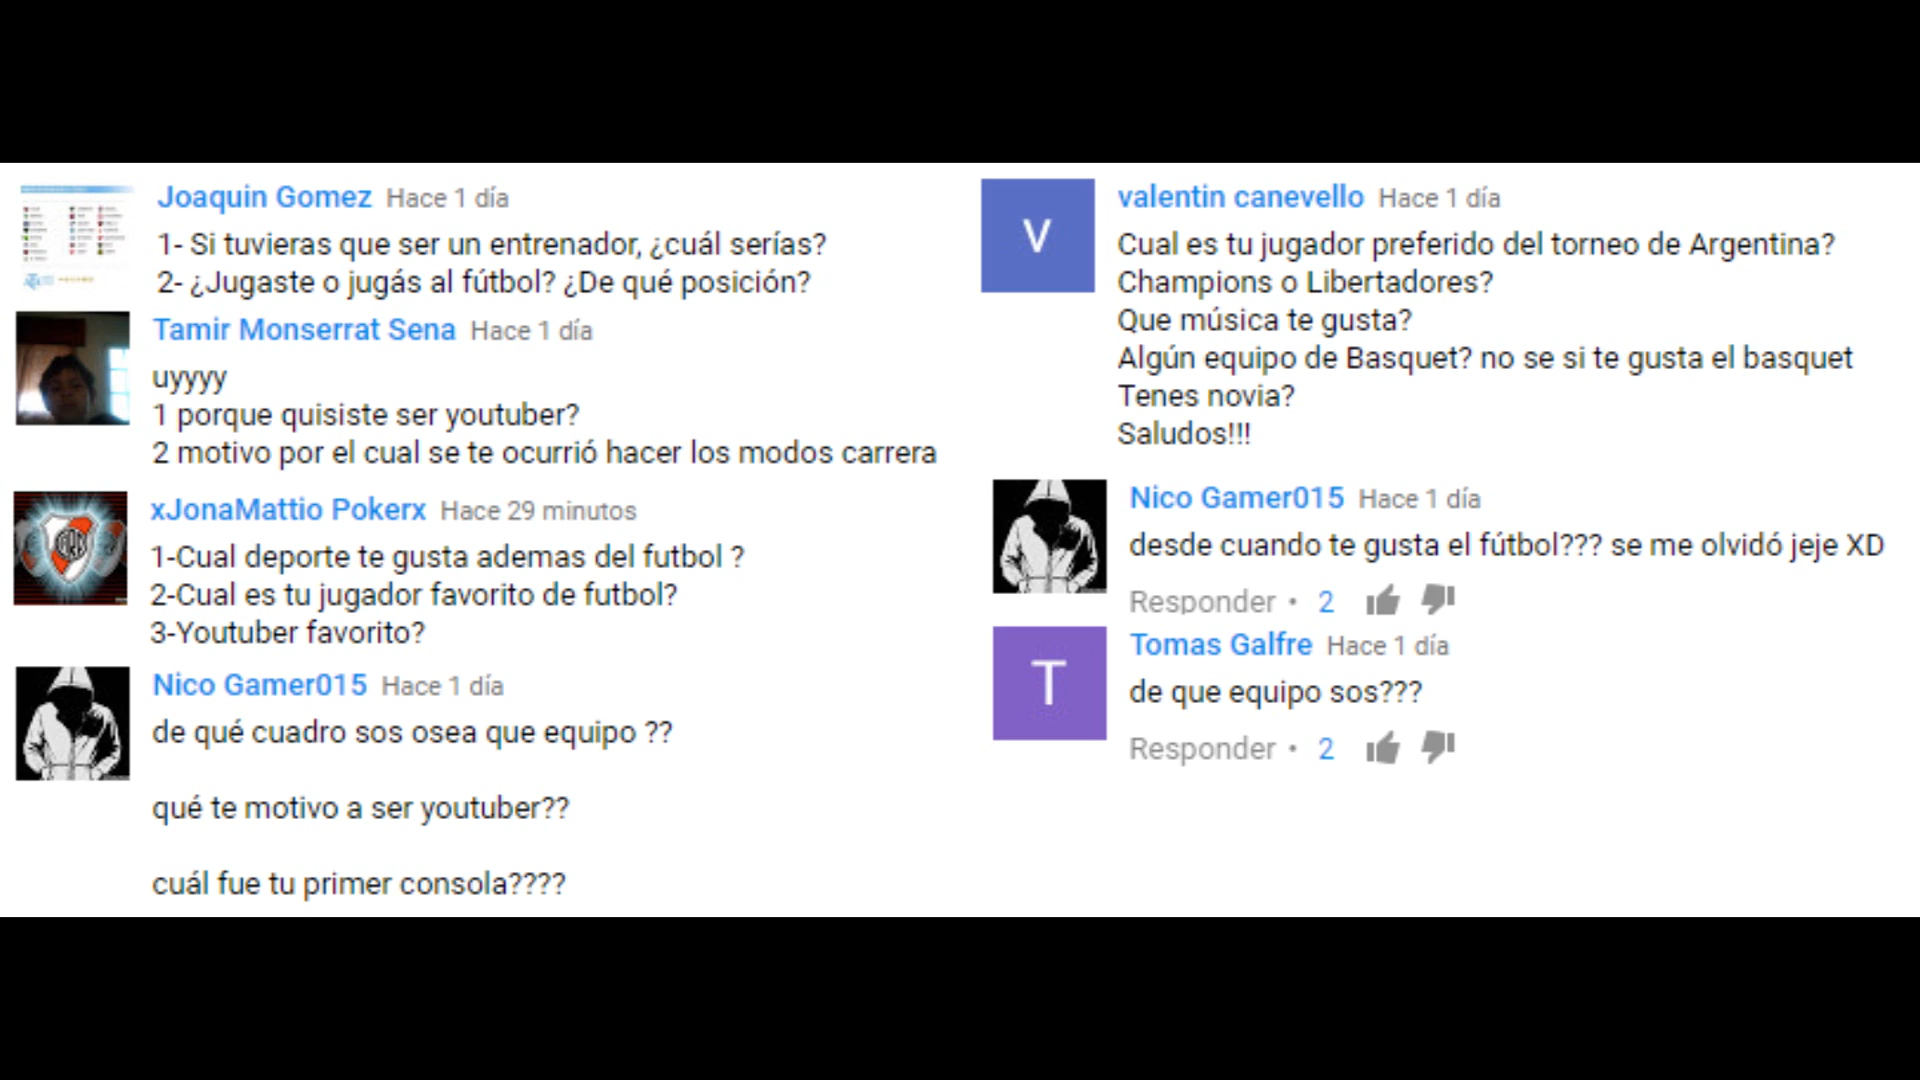 Joaquin Gomez Hace 1 día
1- Si tuvieras que ser un entrenador, ¿cuál serías?
2- ¿Jugaste o jugás al fútbol? ¿De qué posición?
Tamir Monserrat Sena Hace 1 día
uyyyy
1 porque quisiste ser youtuber?
2 motivo por el cual se te ocurrió hacer los modos carrera
xJonaMattio Pokerx Hace 29 minutos
1-Cual deporte te gusta ademas del futbol ?
2-Cual es tu jugador favorito de futbol?
3-Youtuber favorito?
Nico Gamer015 Hace 1 día
de qué cuadro sos osea que equipo ??
qué te motivo a ser youtuber??
cuál fue tu primer consola????
V
valentin canevello Hace 1 día
Cual es tu jugador preferido del torneo de Argentina?
Champions o Libertadores?
Que música te gusta?
Algún equipo de Basquet? no se si te gusta el basquet
Tenes novia?
Saludos!!!
Nico Gamer015 Hace 1 día
desde cuando te gusta el fútbol??? se me olvidó jeje XD
Responder • 2
T
Tomas Galfre Hace 1 día
de que equipo sos???
Responder • 2